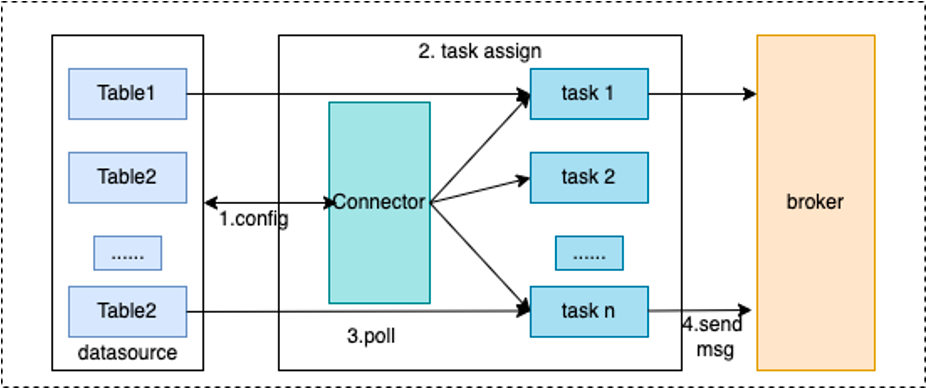 2. task assign
Table1
task 1
Table2
task 2
Connector
broker
1.config
......
......
Table2
task n
3.poll
4.send
msg
datasource